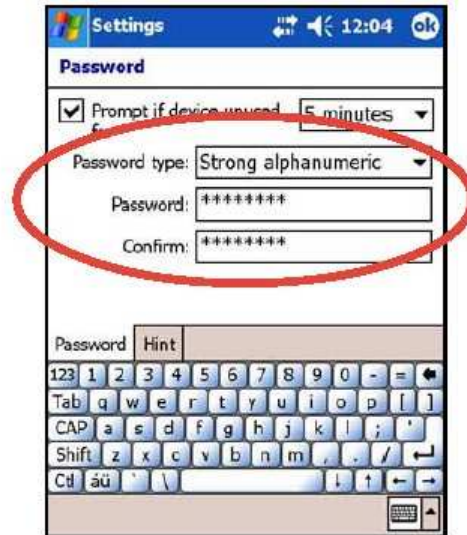 Settings 12:04 ok
Password
Prompt if device unused 5 minutes
Password type: Strong alphanumeric
Password: ********
Confirm: ********
Password Hint
123 1 2 3 4 5 6 7 8 9 0 - =
Tab q w e r t y u i o p [ ]
CAP a s d f g h j k l ; '
Shift z x c v b n m , . /
Ctl áü ` \